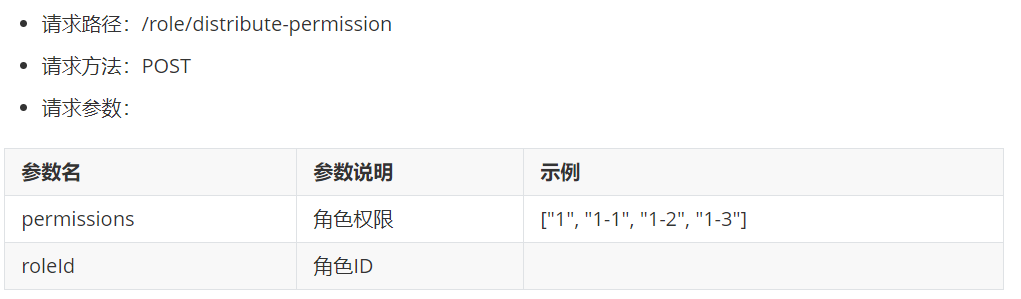 请求路径：/role/distribute-permission
请求方法：POST
请求参数：
参数名 参数说明 示例
permissions 角色权限 ["1", "1-1", "1-2", "1-3"]
roleId 角色ID